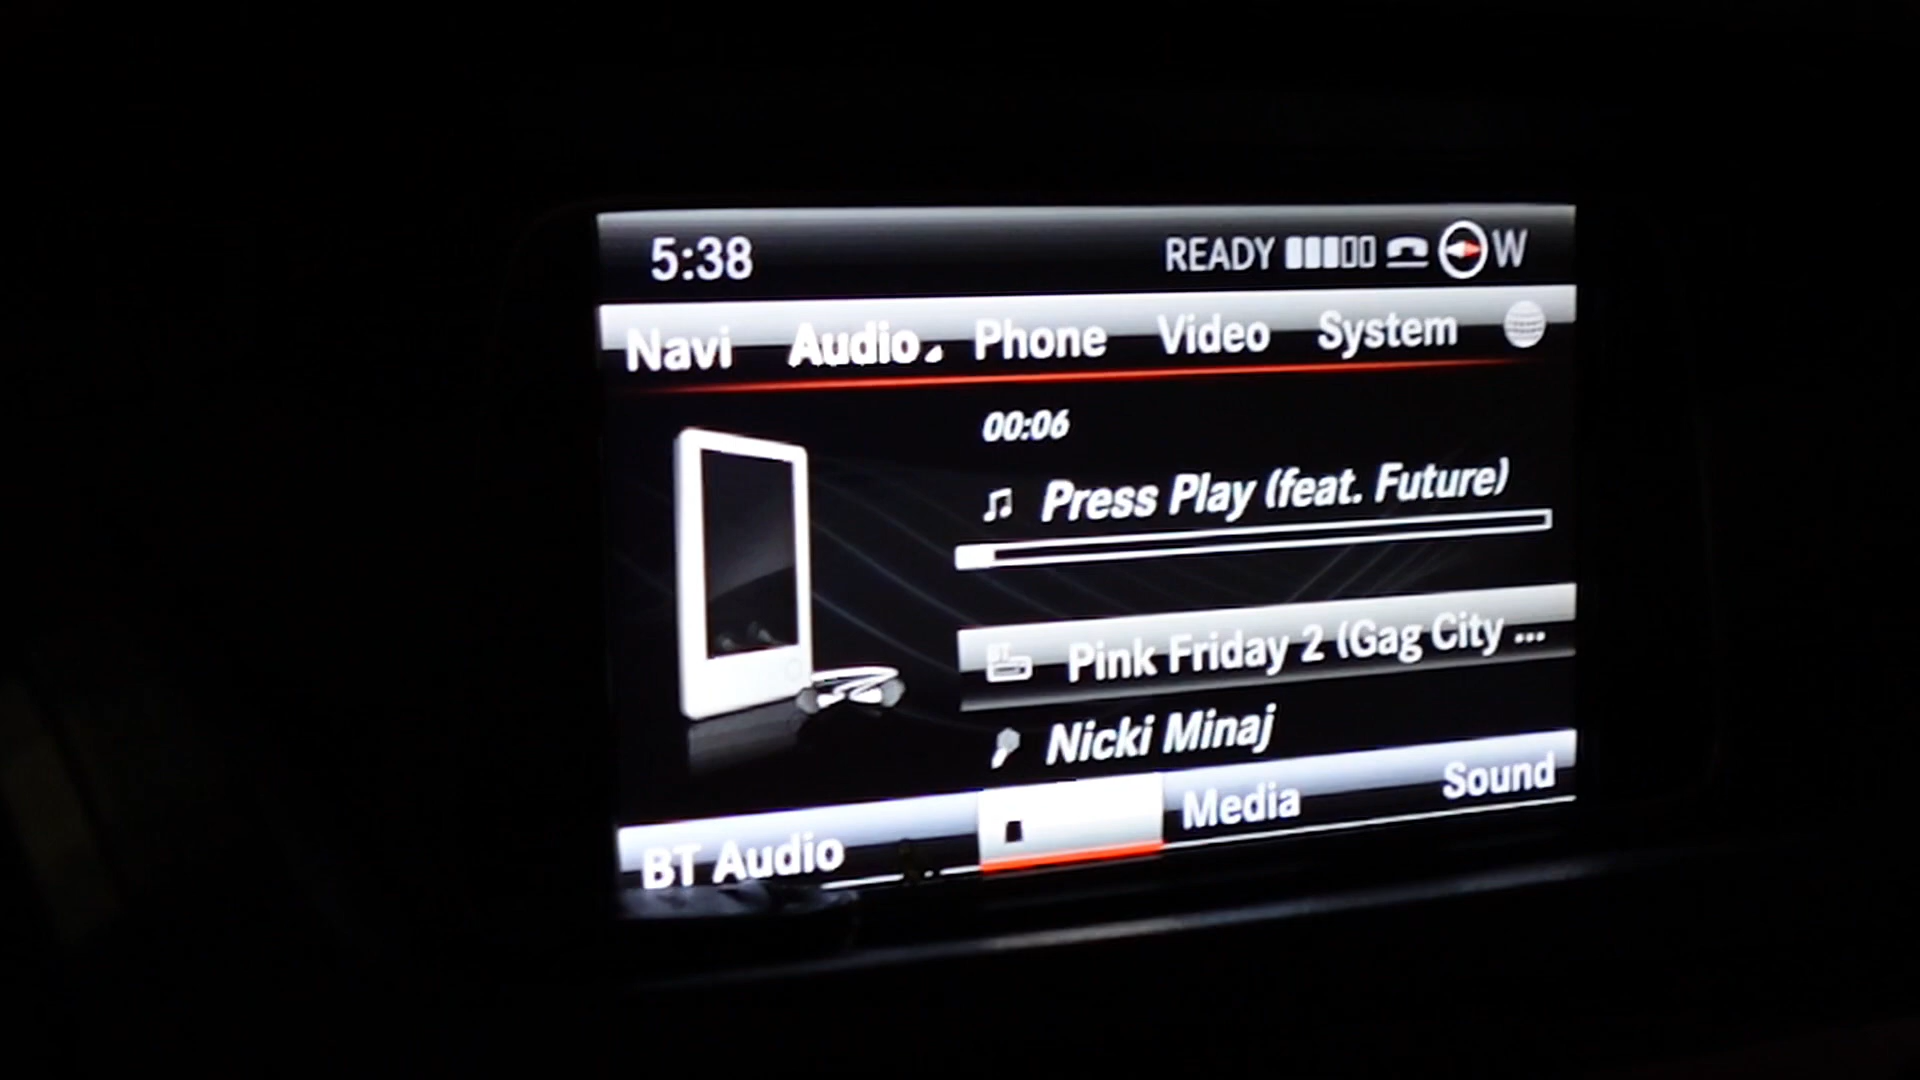 5:38 READY W
Navi Audio Phone Video System
00:06
Press Play (feat. Future)
BT Pink Friday 2 (Gag City ...
Nicki Minaj
BT Audio Media Sound